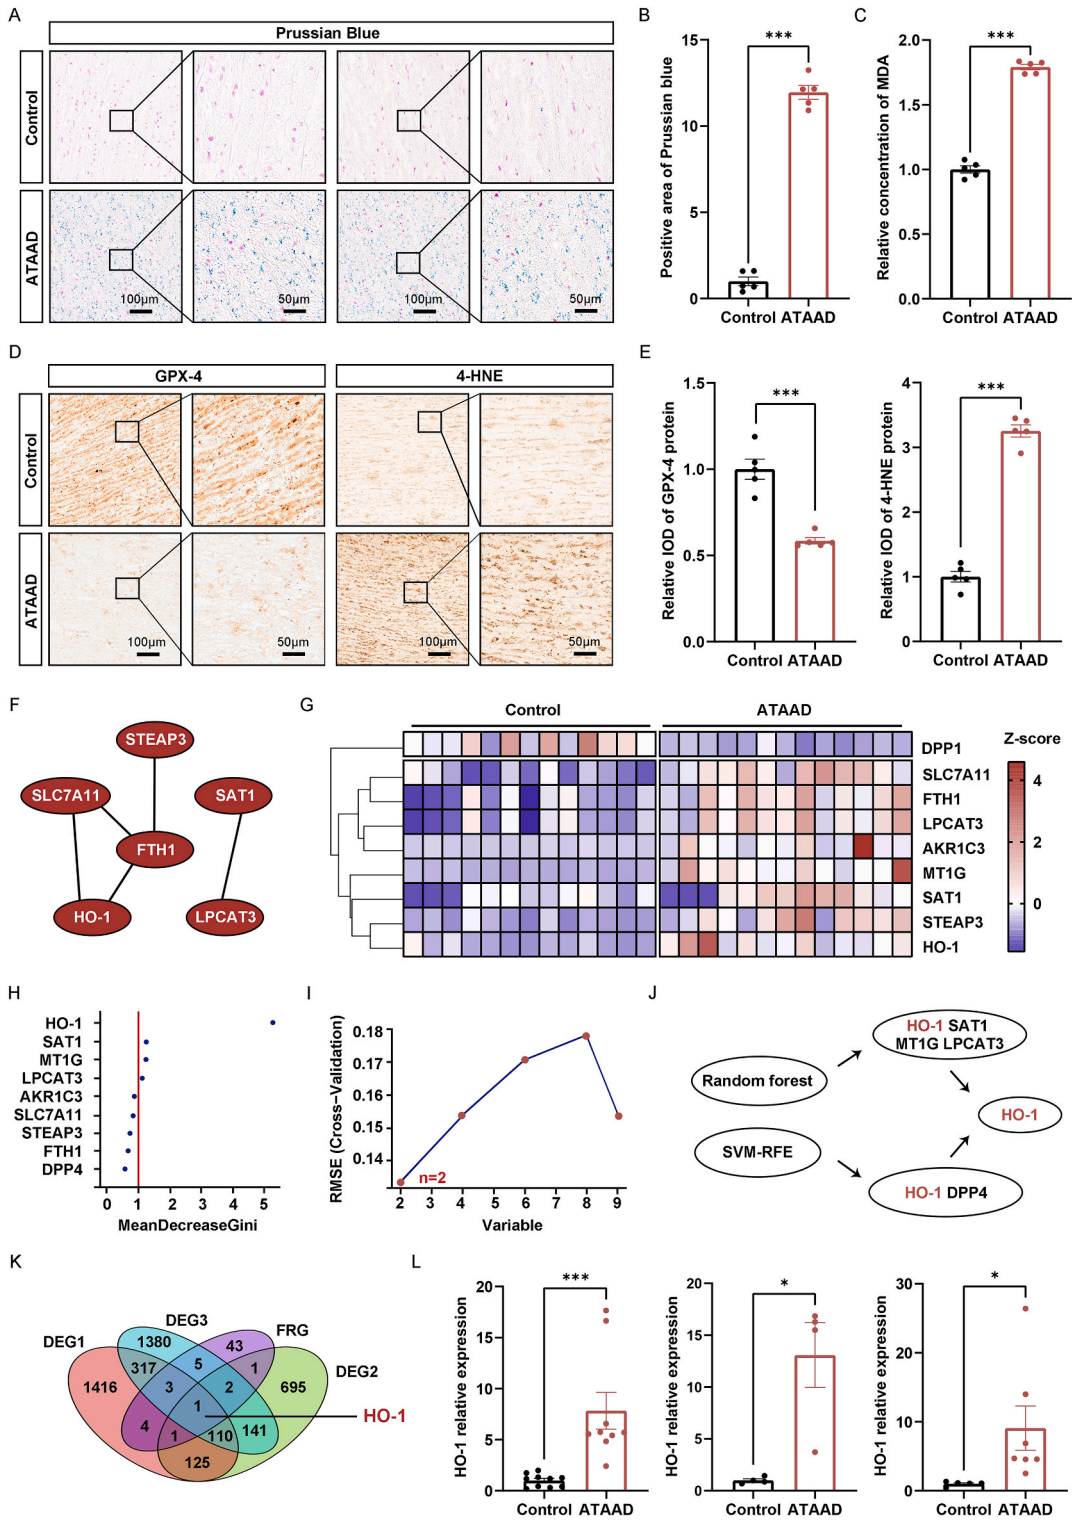 A
Prussian Blue
Control
ATAAD
100μm
50μm
100μm
50μm
B
Positive area of Prussian blue
15
10
5
0
***
Control ATAAD
C
Relative concentration of MDA
2.0
1.5
1.0
0.5
0.0
***
Control ATAAD
D
GPX-4
4-HNE
Control
ATAAD
100μm
50μm
100μm
50μm
E
Relative IOD of GPX-4 protein
1.5
1.0
0.5
0.0
***
Control ATAAD
Relative IOD of 4-HNE protein
4
3
2
1
0
***
Control ATAAD
F
STEAP3
SLC7A11
SAT1
FTH1
HO-1
LPCAT3
G
Control
ATAAD
DPP1
SLC7A11
FTH1
LPCAT3
AKR1C3
MT1G
SAT1
STEAP3
HO-1
Z-score
4
2
0
H
HO-1
SAT1
MT1G
LPCAT3
AKR1C3
SLC7A11
STEAP3
FTH1
DPP4
0 1 2 3 4 5
MeanDecreaseGini
I
RMSE (Cross-Validation)
0.18
0.17
0.16
0.15
0.14
n=2
2 3 4 5 6 7 8 9
Variable
J
Random forest
SVM-RFE
HO-1 SAT1
MT1G LPCAT3
HO-1
HO-1 DPP4
K
DEG1
DEG3
FRG
DEG2
1380
43
317
5
1
1416
3
2
695
1
4
1
110
141
125
HO-1
L
HO-1 relative expression
20
15
10
5
0
***
Control ATAAD
HO-1 relative expression
20
15
10
5
0
*
Control ATAAD
HO-1 relative expression
30
20
10
0
*
Control ATAAD